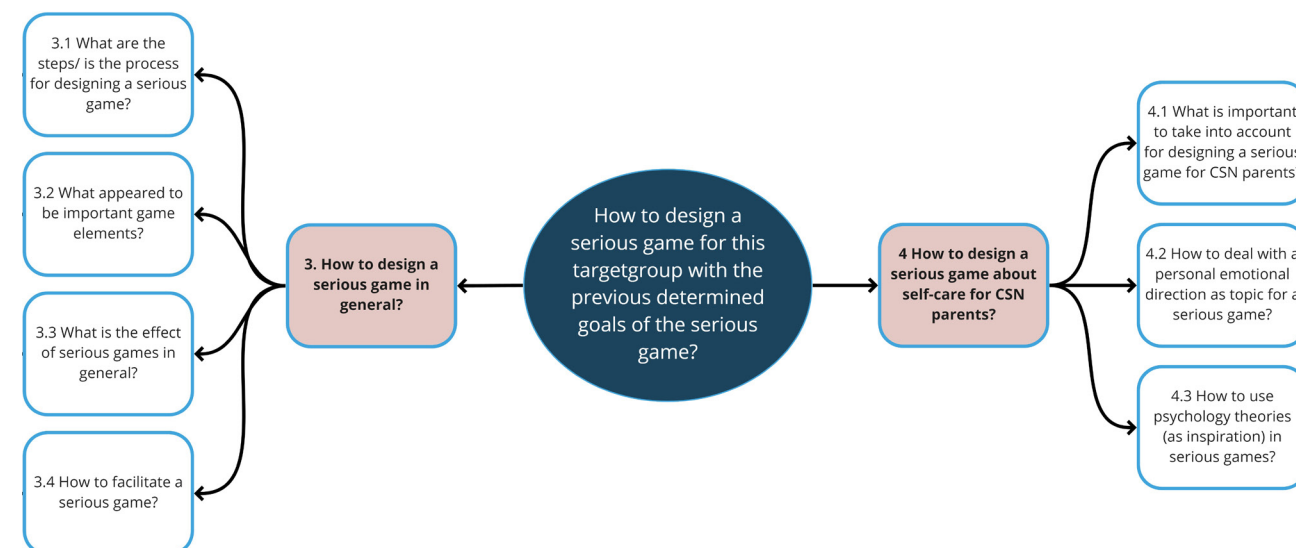 3.1 What are the
steps/ is the process
for designing a serious
game?
3.2 What appeared to
be important game
elements?
3.3 What is the effect
of serious games in
general?
3.4 How to facilitate a
serious game?
3. How to design a
serious game in
general?
How to design a
serious game for this
targetgroup with the
previous determined
goals of the serious
game?
4 How to design a
serious game about
self-care for CSN
parents?
4.1 What is important
to take into account
for designing a serious
game for CSN parents?
4.2 How to deal with a
personal emotional
direction as topic for a
serious game?
4.3 How to use
psychology theories
(as inspiration) in
serious games?